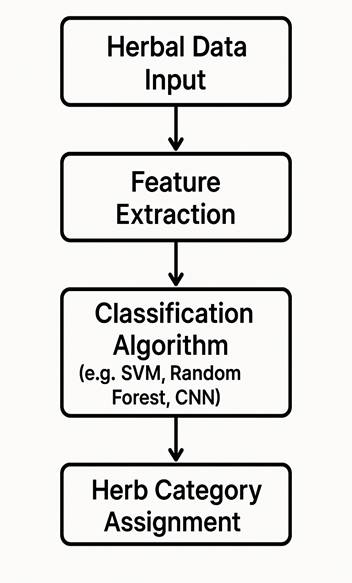 Herbal Data
Input
Feature
Extraction
Classification
Algorithm
(e.g. SVM, Random
Forest, CNN)
Herb Category
Assignment